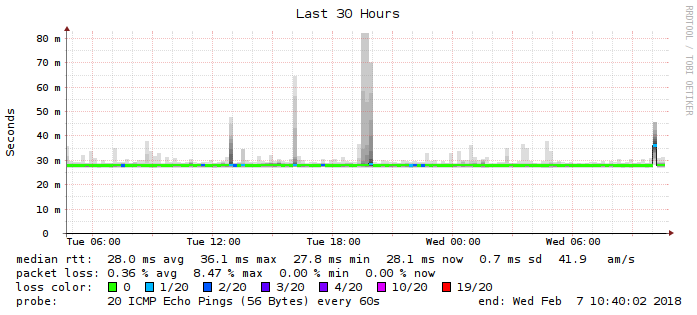 Last 30 Hours
RRDTOOL / TOBI OETIKER
Seconds
80 m
70 m
60 m
50 m
40 m
30 m
20 m
10 m
0
Tue 06:00 Tue 12:00 Tue 18:00 Wed 00:00 Wed 06:00
median rtt: 28.0 ms avg 36.1 ms max 27.8 ms min 28.1 ms now 0.7 ms sd 41.9 am/s
packet loss: 0.36 % avg 8.47 % max 0.00 % min 0.00 % now
loss color: 0 1/20 2/20 3/20 4/20 10/20 19/20
probe: 20 ICMP Echo Pings (56 Bytes) every 60s end: Wed Feb 7 10:40:02 2018